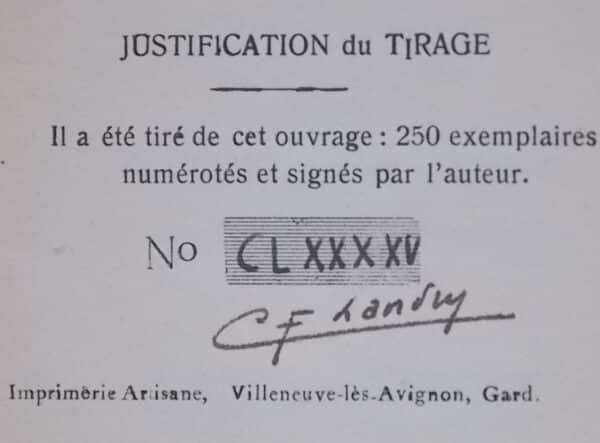 JUSTIFICATION du TIRAGE
Il a été tiré de cet ouvrage : 250 exemplaires
numérotés et signés par l'auteur.
No CLXXXXV
C F Landry
Imprimerie Artisane, Villeneuve-lès-Avignon, Gard.